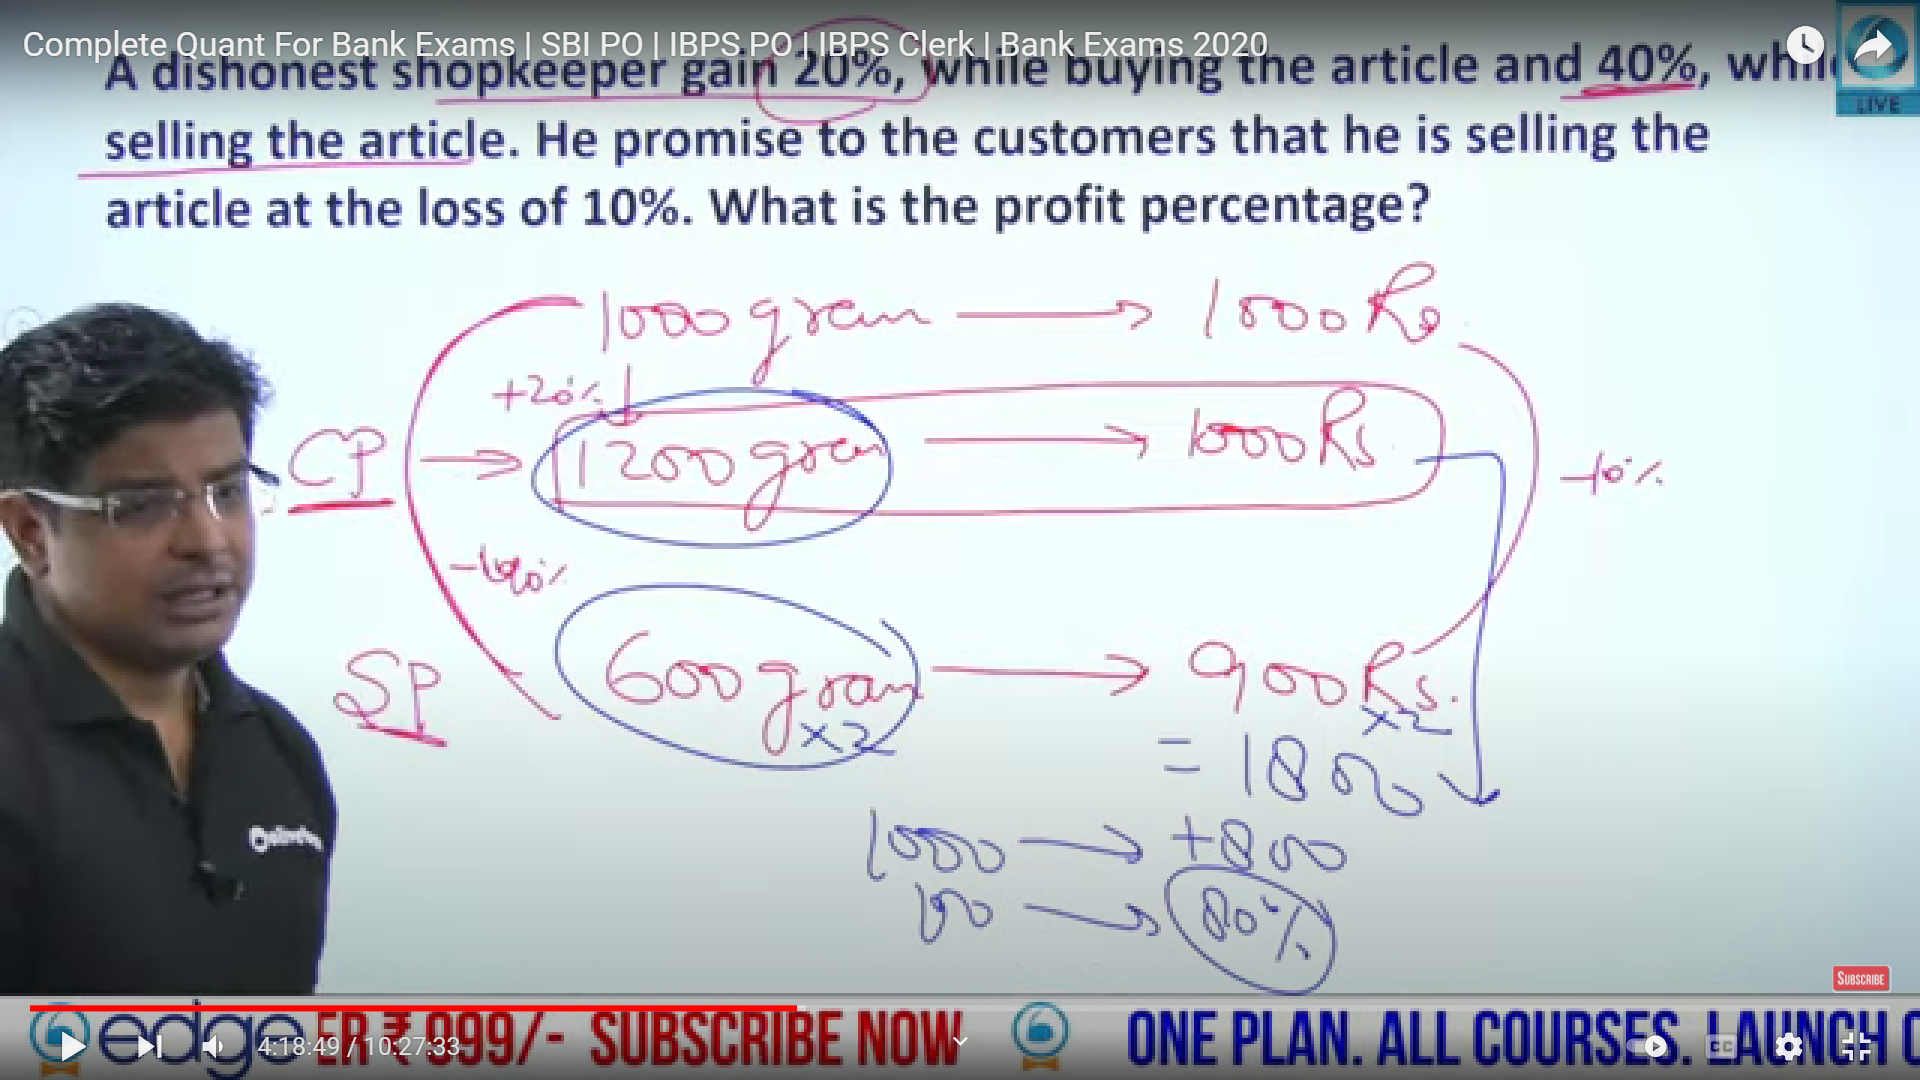 Complete Quant For Bank Exams | SBI PO | IBPS PO | IBPS Clerk | Bank Exams 2020
A dishonest shopkeeper gain 20%, while buying the article and 40%, while
selling the article. He promise to the customers that he is selling the
article at the loss of 10%. What is the profit percentage?
LIVE
1000 gram → 1000 Rs
+20%
CP → 1200 gram → 1000 Rs
-10%
-40%
SP 600 gram → 900 Rs.
×2 ×2
= 1800
1000 → +800
100 → 80%
SUBSCRIBE
edge ER ₹ 999/- SUBSCRIBE NOW ONE PLAN. ALL COURSES. LAUNCH
4:18:49 / 10:27:33
CC